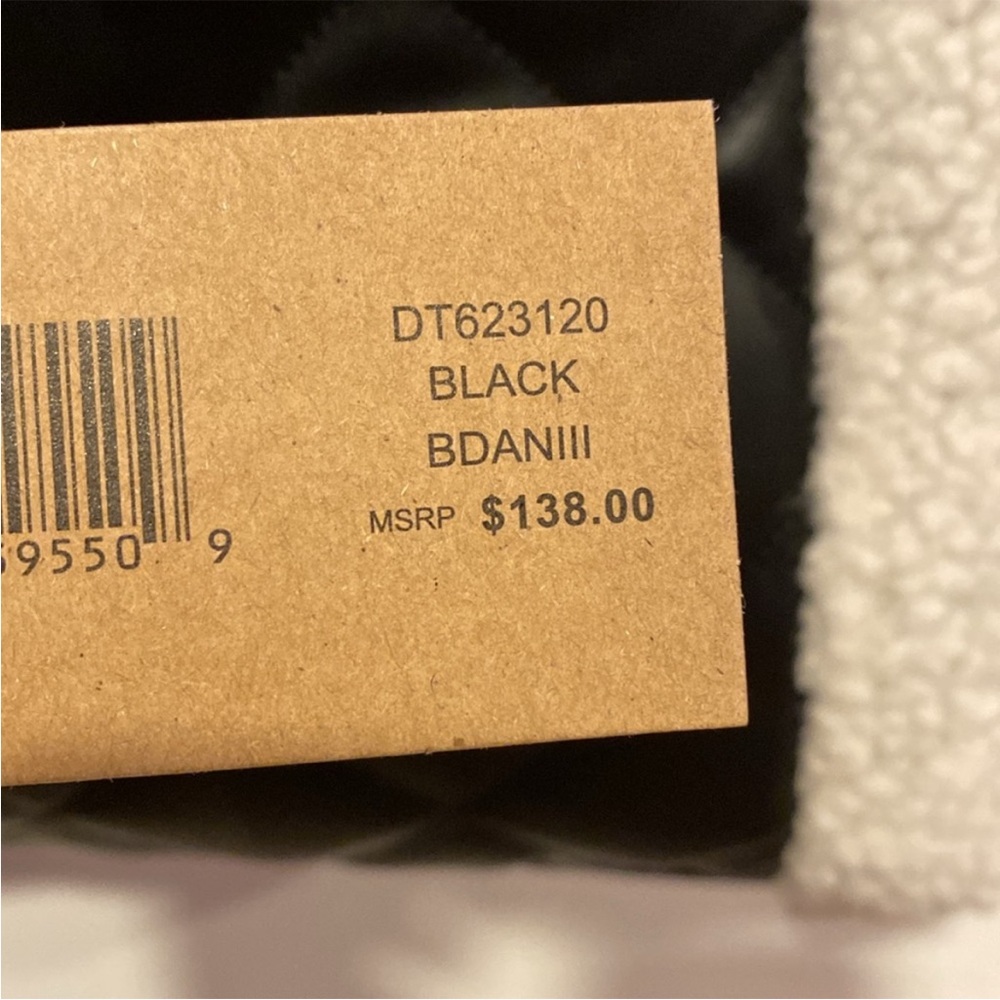 DT623120
BLACK
BDANIII
MSRP $138.00
59550 9